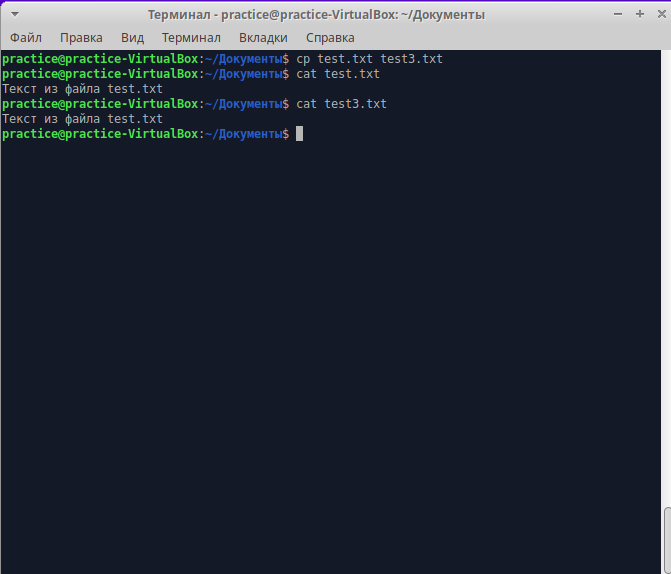 Терминал - practice@practice-VirtualBox: ~/Документы
Файл Правка Вид Терминал Вкладки Справка
practice@practice-VirtualBox:~/Документы$ cp test.txt test3.txt
practice@practice-VirtualBox:~/Документы$ cat test.txt
Текст из файла test.txt
practice@practice-VirtualBox:~/Документы$ cat test3.txt
Текст из файла test.txt
practice@practice-VirtualBox:~/Документы$